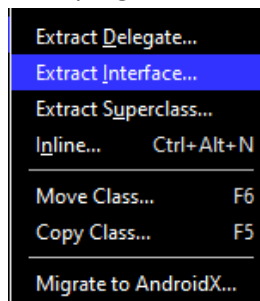 Extract Delegate...
Extract Interface...
Extract Superclass...
Inline... Ctrl+Alt+N
Move Class... F6
Copy Class... F5
Migrate to AndroidX...